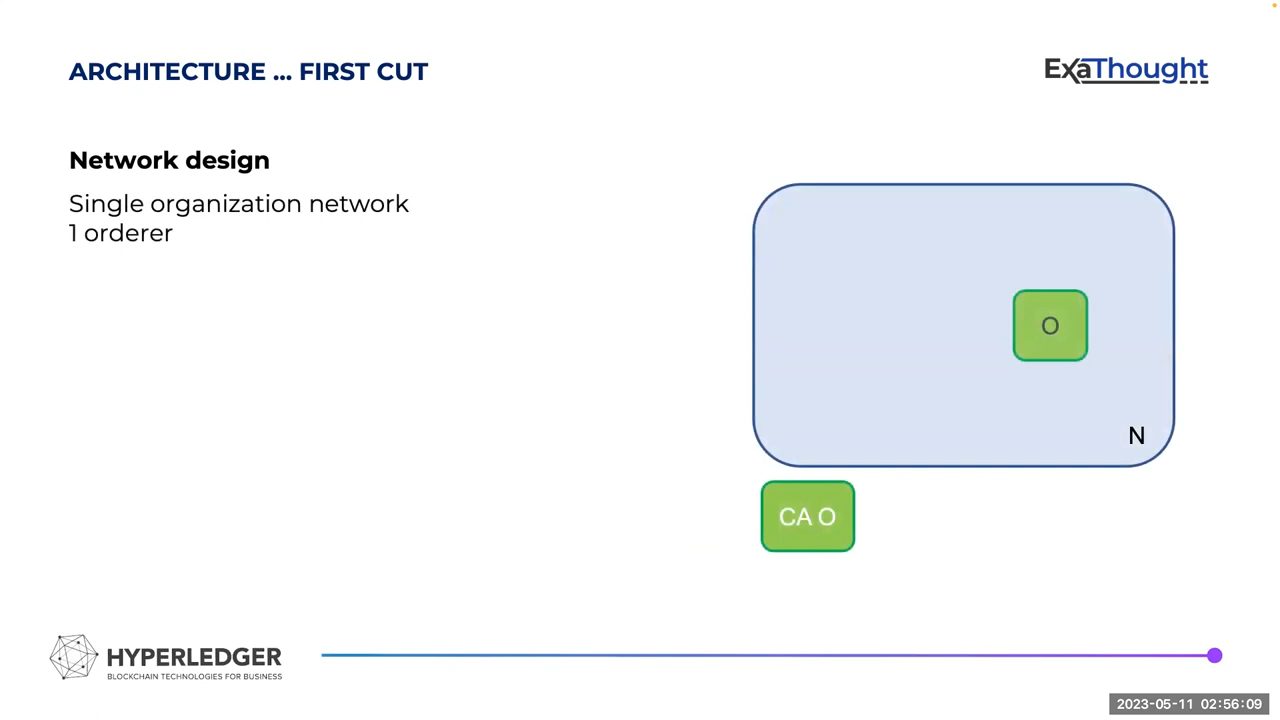 ARCHITECTURE ... FIRST CUT
ExaThought
Network design
Single organization network
1 orderer
O
N
CA O
HYPERLEDGER
BLOCKCHAIN TECHNOLOGIES FOR BUSINESS
2023-05-11 02:56:09